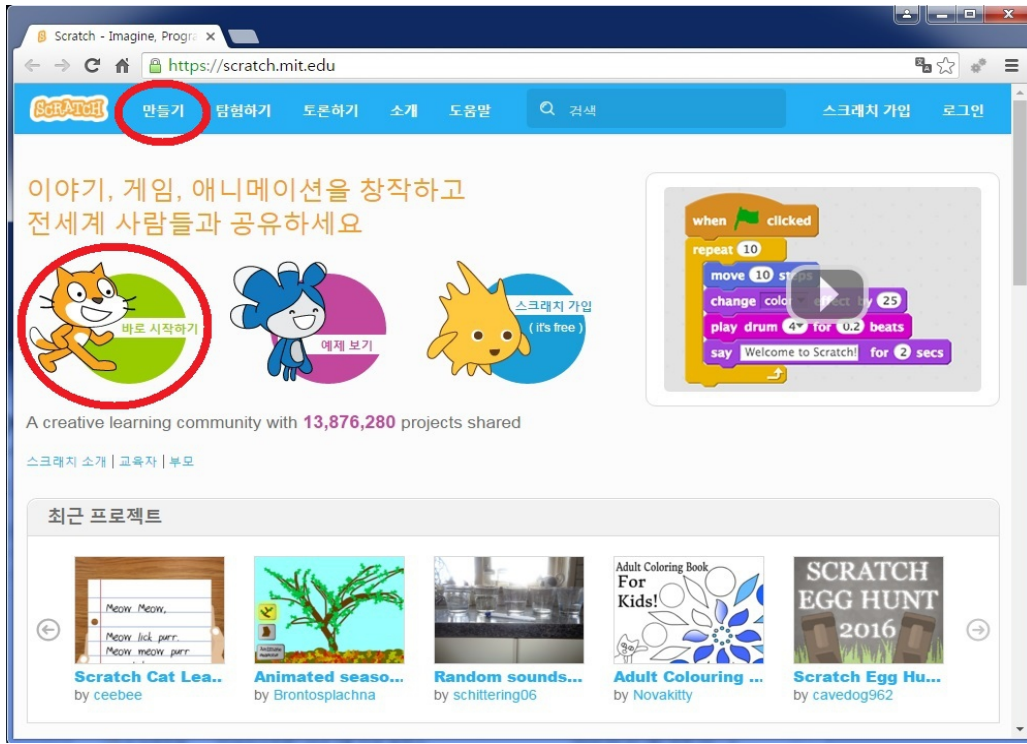 Scratch - Imagine, Progra
https://scratch.mit.edu
SCRATCH 만들기 탐험하기 토론하기 소개 도움말 검색 스크래치 가입 로그인
이야기, 게임, 애니메이션을 창작하고
전세계 사람들과 공유하세요
바로 시작하기
예제 보기
스크래치 가입
( it's free )
when clicked
repeat 10
move 10 steps
change color effect by 25
play drum 4 for 0.2 beats
say Welcome to Scratch! for 2 secs
A creative learning community with 13,876,280 projects shared
스크래치 소개 | 교육자 | 부모
최근 프로젝트
Meow Meow,
Meow lick purr.
Meow meow purr
Adult Coloring Book
For
Kids!
SCRATCH
EGG HUNT
2016
Scratch Cat Lea..
by ceebee
Animated seaso...
by Brontosplachna
Random sounds...
by schittering06
Adult Colouring ...
by Novakitty
Scratch Egg Hu...
by cavedog962